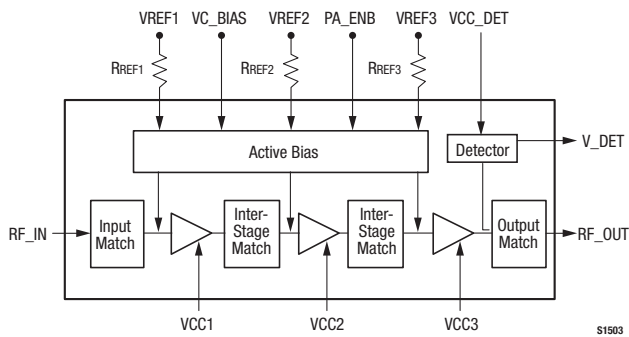 VREF1 VC_BIAS VREF2 PA_ENB VREF3 VCC_DET
RREF1 RREF2 RREF3
Active Bias
Detector
V_DET
RF_IN
Input
Match
Inter-
Stage
Match
Inter-
Stage
Match
Output
Match
RF_OUT
VCC1 VCC2 VCC3
S1503